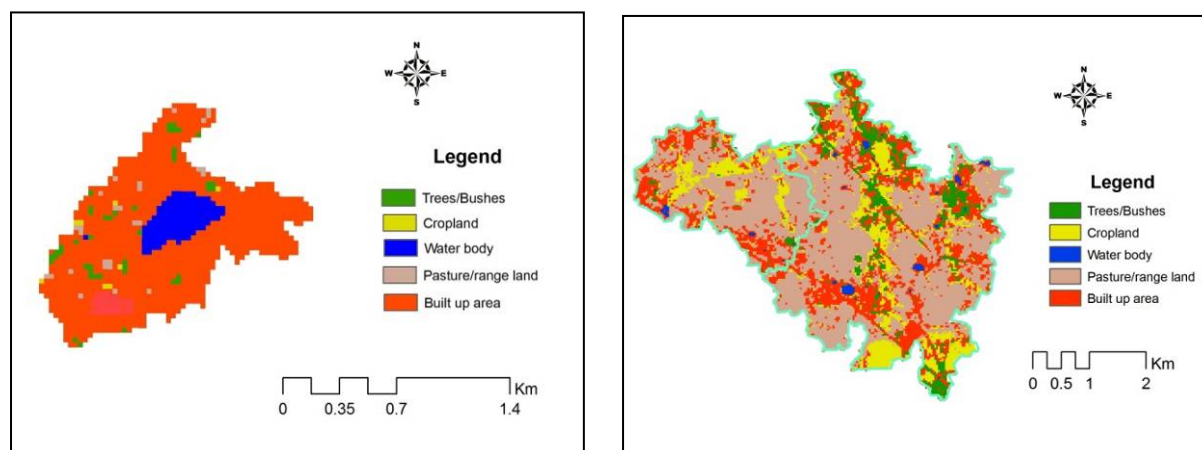 N
W E
S
Legend
Trees/Bushes
Cropland
Water body
Pasture/range land
Built up area
Km
0 0.35 0.7 1.4
N
W E
S
Legend
Trees/Bushes
Cropland
Water body
Pasture/range land
Built up area
Km
0 0.5 1 2